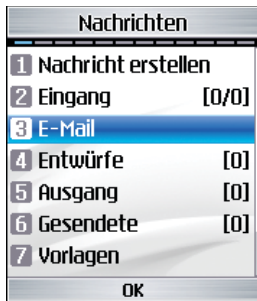 Nachrichten
1 Nachricht erstellen
2 Eingang [0/0]
3 E-Mail
4 Entwürfe [0]
5 Ausgang [0]
6 Gesendete [0]
7 Vorlagen
OK